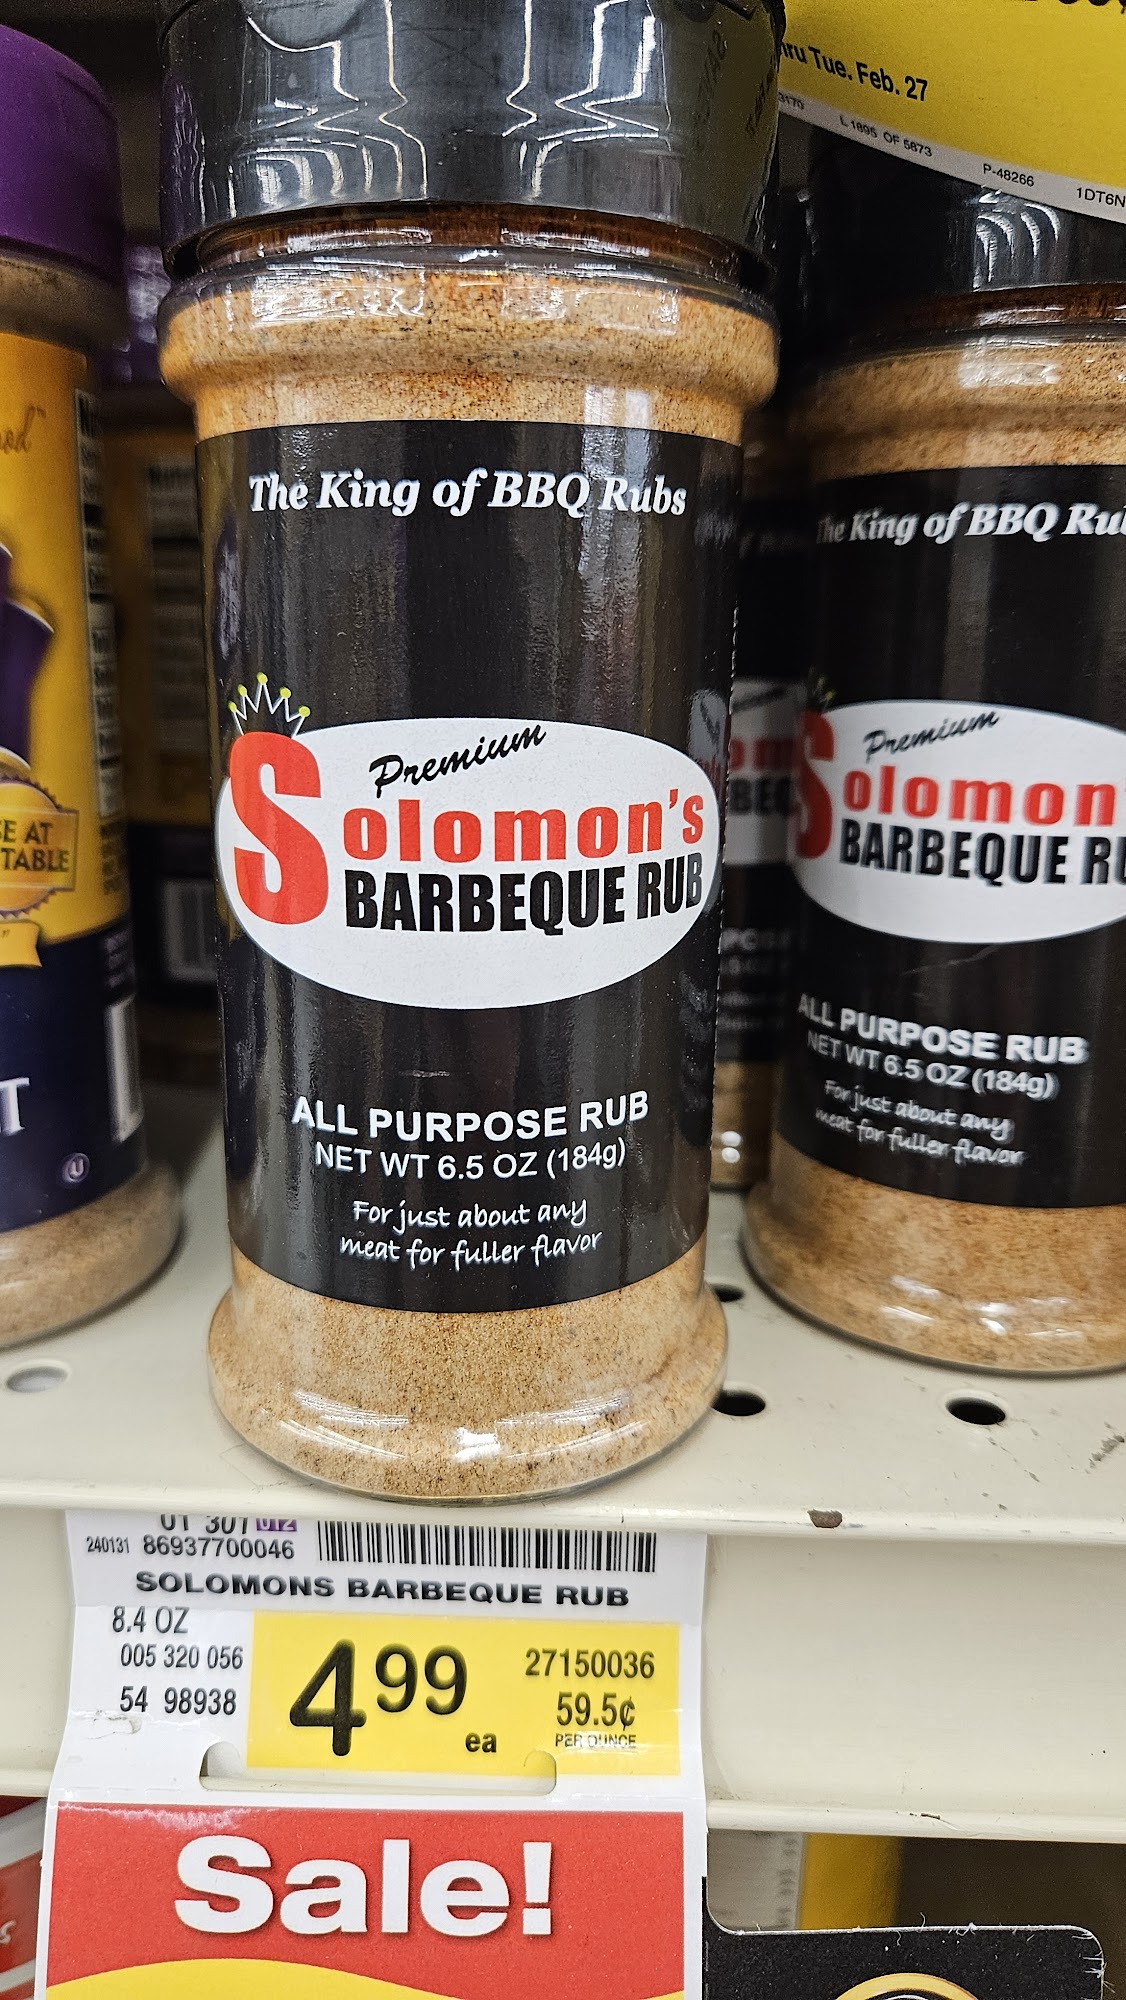 Tue. Feb. 27
L1895 OF 5873
P-48266
1DT6N
The King of BBQ Rubs
Premium
Solomon's
BARBEQUE RUB
ALL PURPOSE RUB
NET WT 6.5 OZ (184g)
For just about any
meat for fuller flavor
The King of BBQ
Premium
Solomon'
BARBEQUE
ALL PURPOSE RUB
NET WT 6.5 OZ (184g)
For just about any
meat for fuller flavor
AT
TABLE
01 307 012
240131 86937700046
SOLOMONS BARBEQUE RUB
8.4 OZ
005 320 056
54 98938
4.99
ea
27150036
59.5¢
PER OUNCE
Sale!